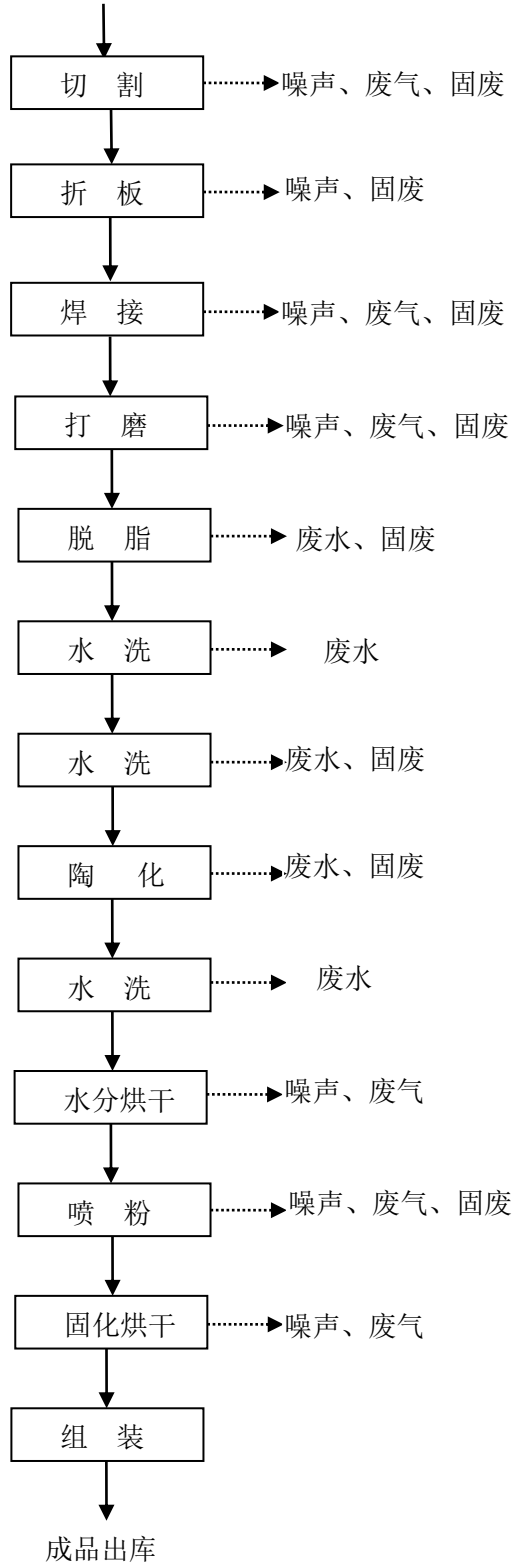 切 割 噪声、废气、固废
折 板 噪声、固废
焊 接 噪声、废气、固废
打 磨 噪声、废气、固废
脱 脂 废水、固废
水 洗 废水
水 洗 废水、固废
陶 化 废水、固废
水 洗 废水
水分烘干 噪声、废气
喷 粉 噪声、废气、固废
固化烘干 噪声、废气
组 装
成品出库